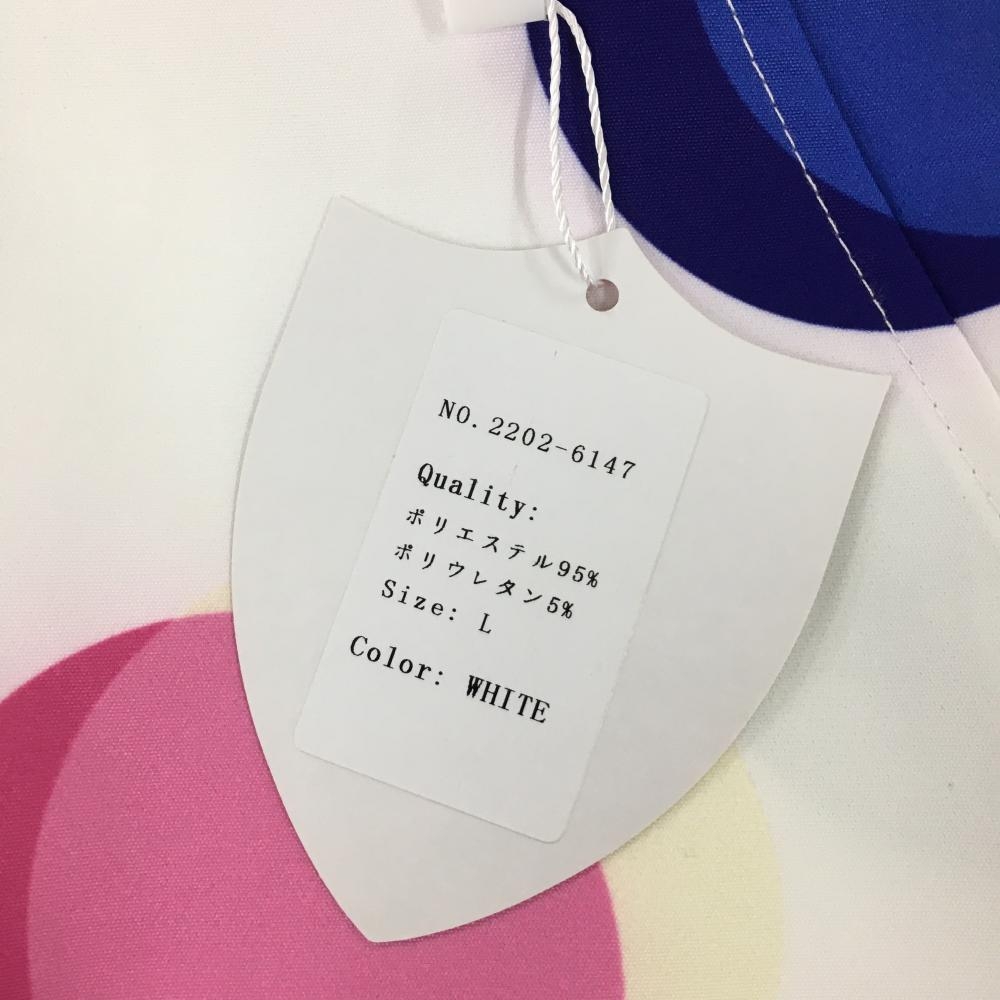 NO. 2202-6147
Quality:
ポリエステル95%
ポリウレタン5%
Size: L
Color: WHITE